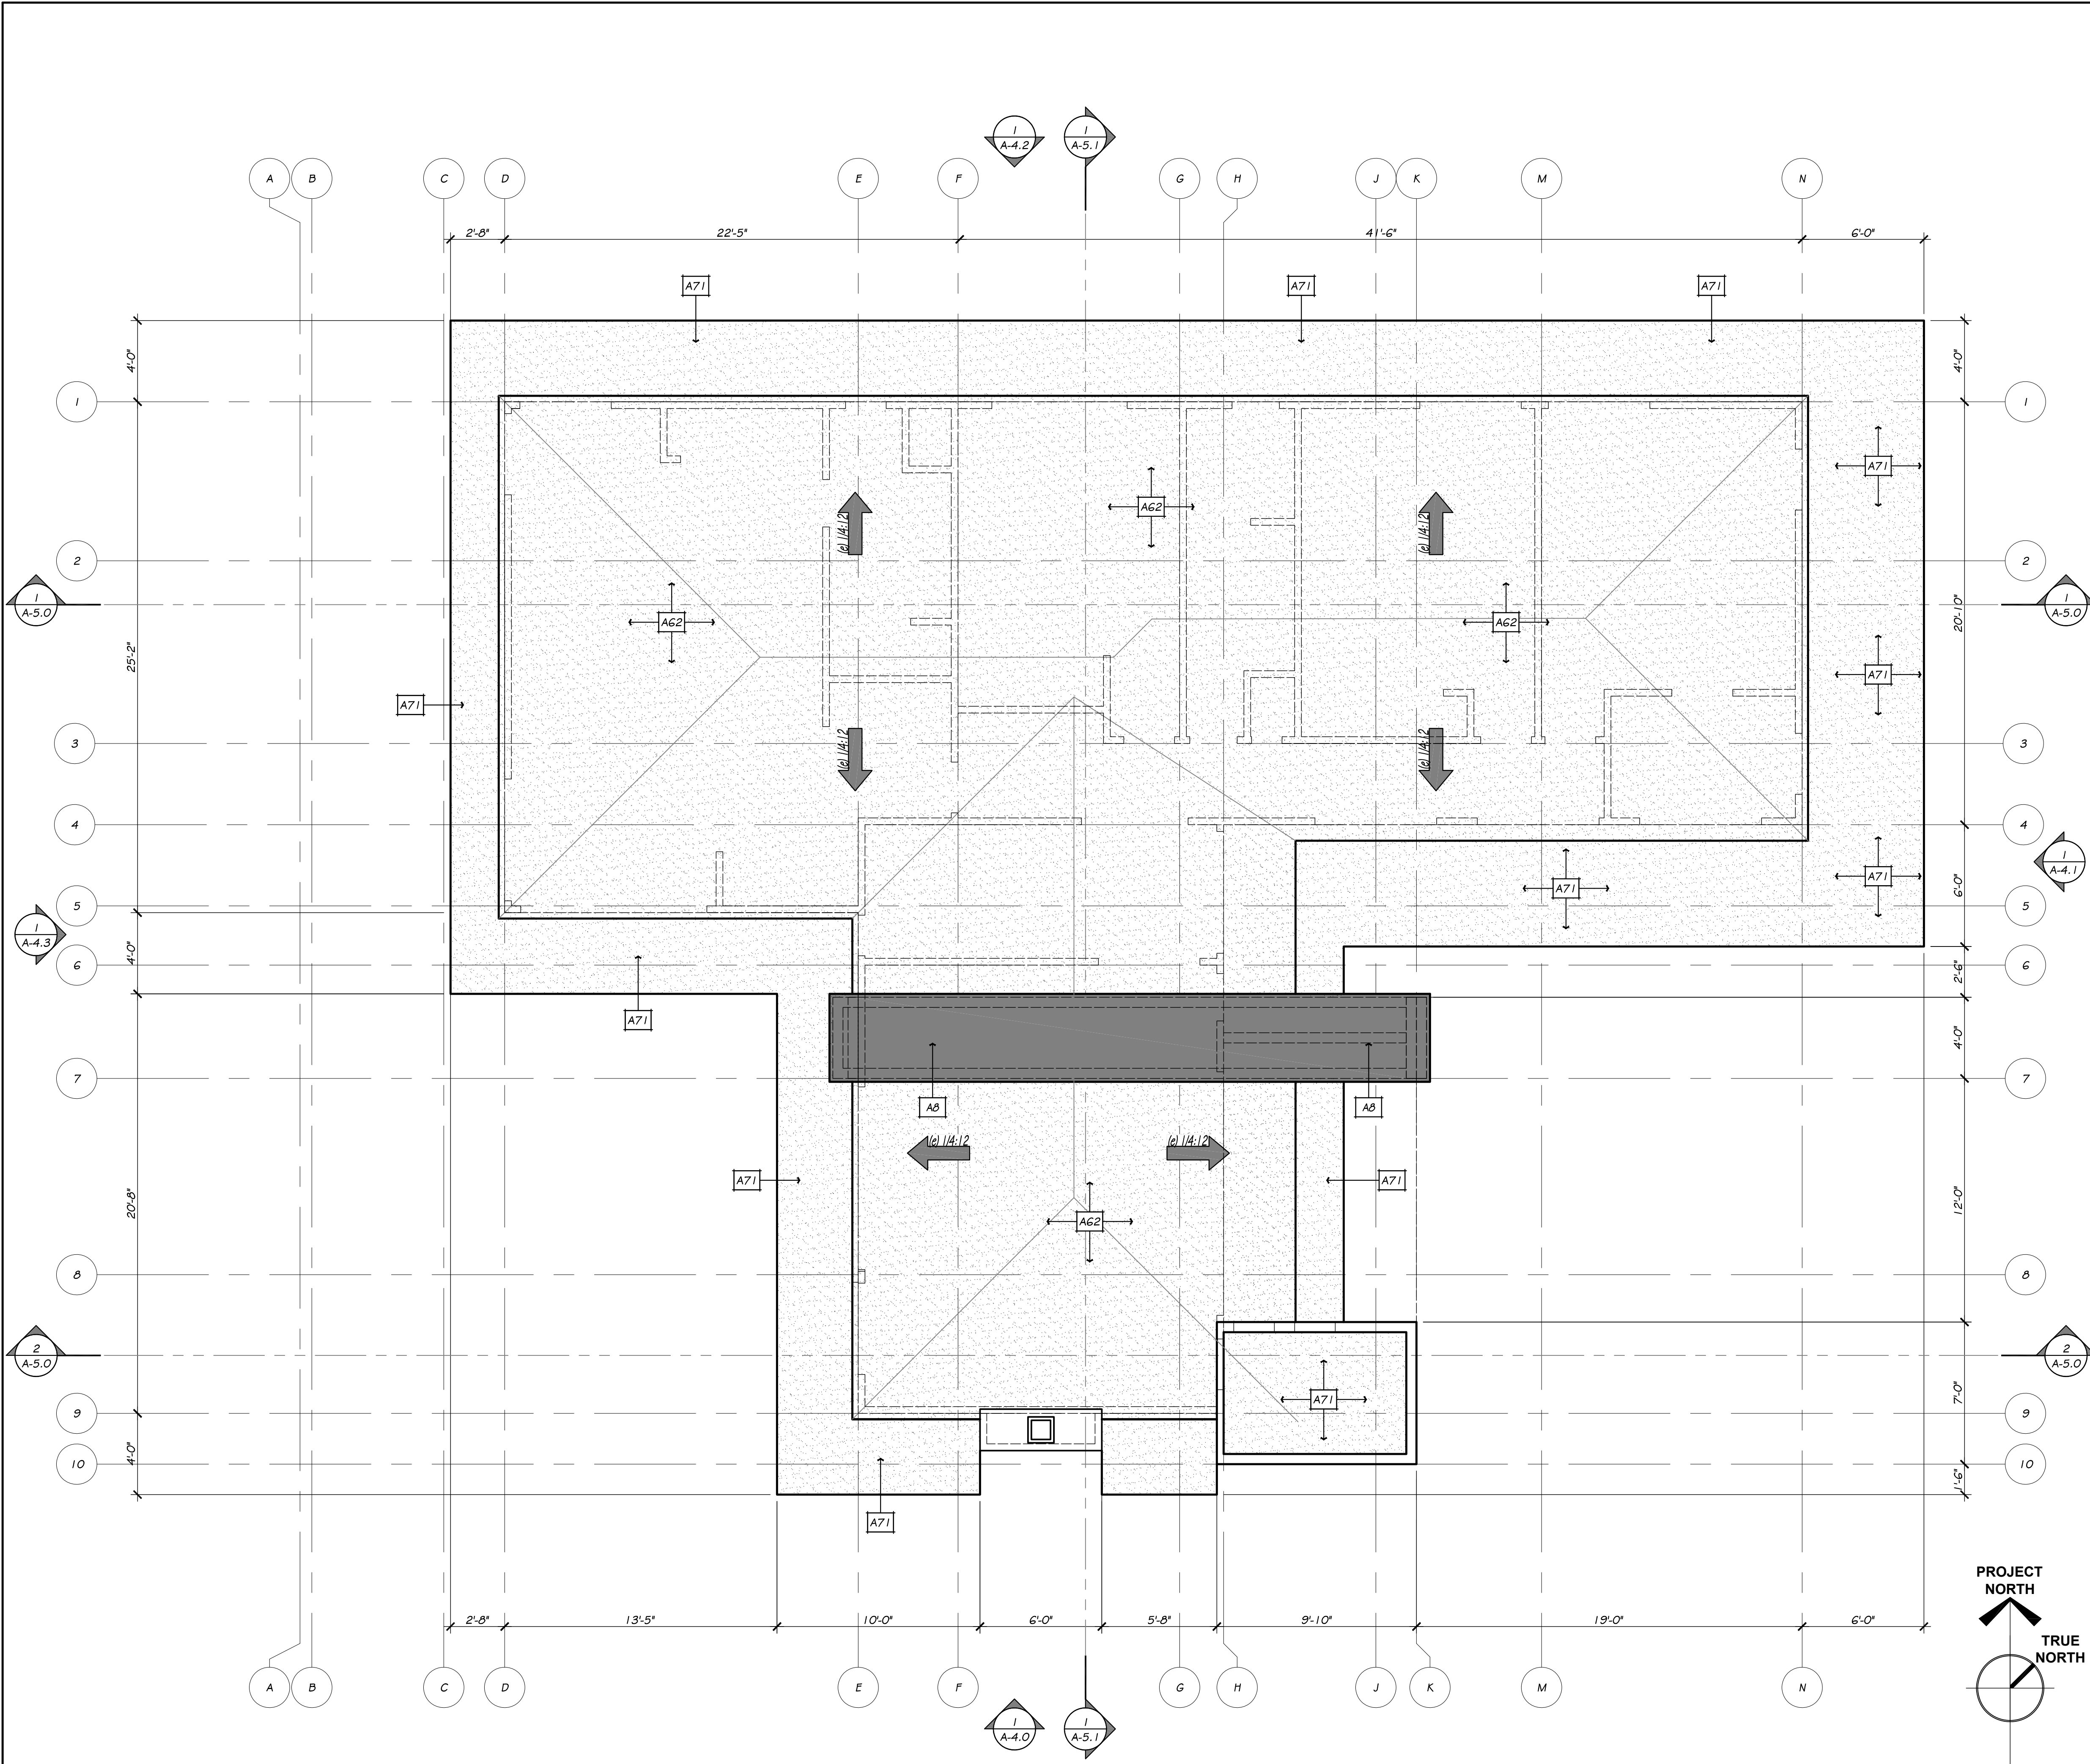 1
A-4.2
1
A-5.1
A
B
C
D
E
F
G
H
J
K
M
N
2'-8"
22'-5"
41'-6"
6'-0"
A71
A71
A71
4'-0"
4'-0"
1
1
A71
(e) 1/4:12
A62
(e) 1/4:12
2
2
1
A-5.0
1
A-5.0
A62
A62
20'-10"
25'-2"
A71
A71
3
(e) 1/4:12
(e) 1/4:12
3
4
4
1
A-4.1
A71
A71
6'-0"
5
5
1
A-4.3
4'-0"
6
2'-6"
6
A71
4'-0"
7
7
A8
A8
(e) 1/4:12
(e) 1/4:12
A71
A71
20'-8"
12'-0"
A62
8
8
2
A-5.0
2
A-5.0
7'-0"
A71
9
9
4'-0"
10
10
1'-6"
A71
PROJECT
NORTH
2'-8"
13'-5"
10'-0"
6'-0"
5'-8"
9'-10"
19'-0"
6'-0"
TRUE
NORTH
A
B
C
D
E
F
G
H
J
K
M
N
1
A-4.0
1
A-5.1